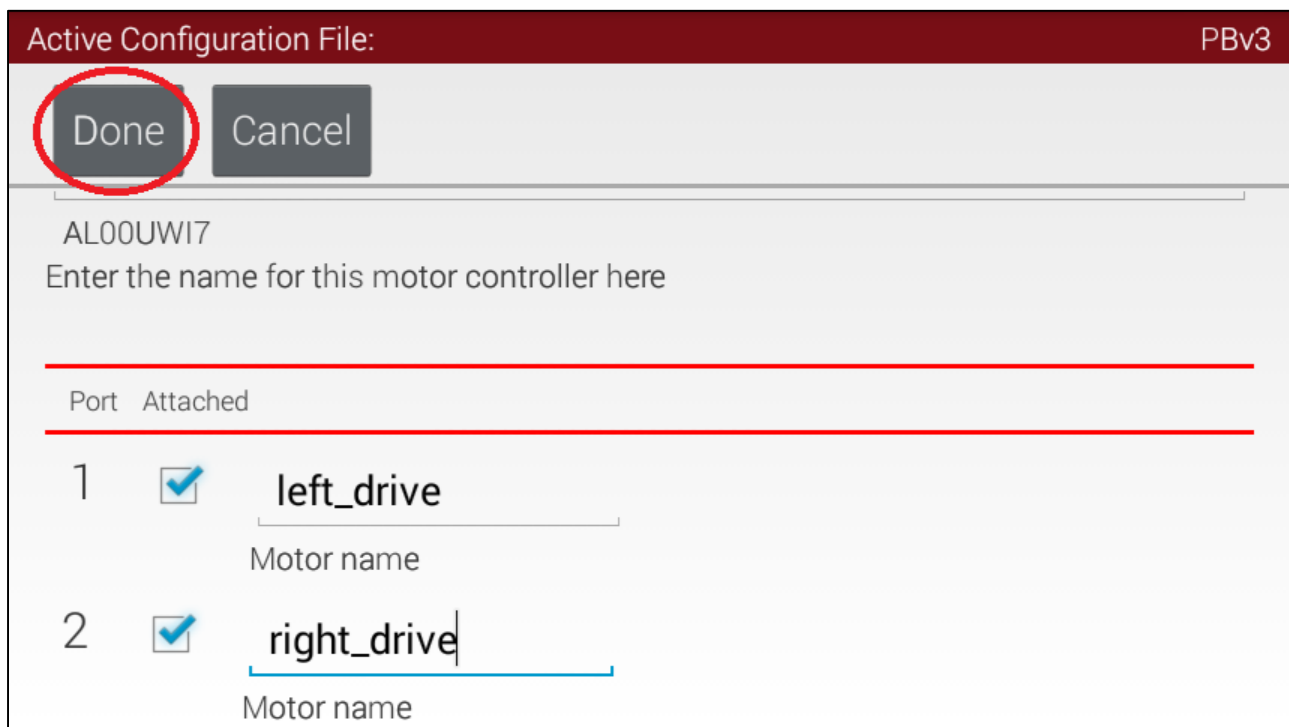 Active Configuration File: PBv3
Done Cancel
AL00UWI7
Enter the name for this motor controller here
Port Attached
1 left_drive
Motor name
2 right_drive
Motor name